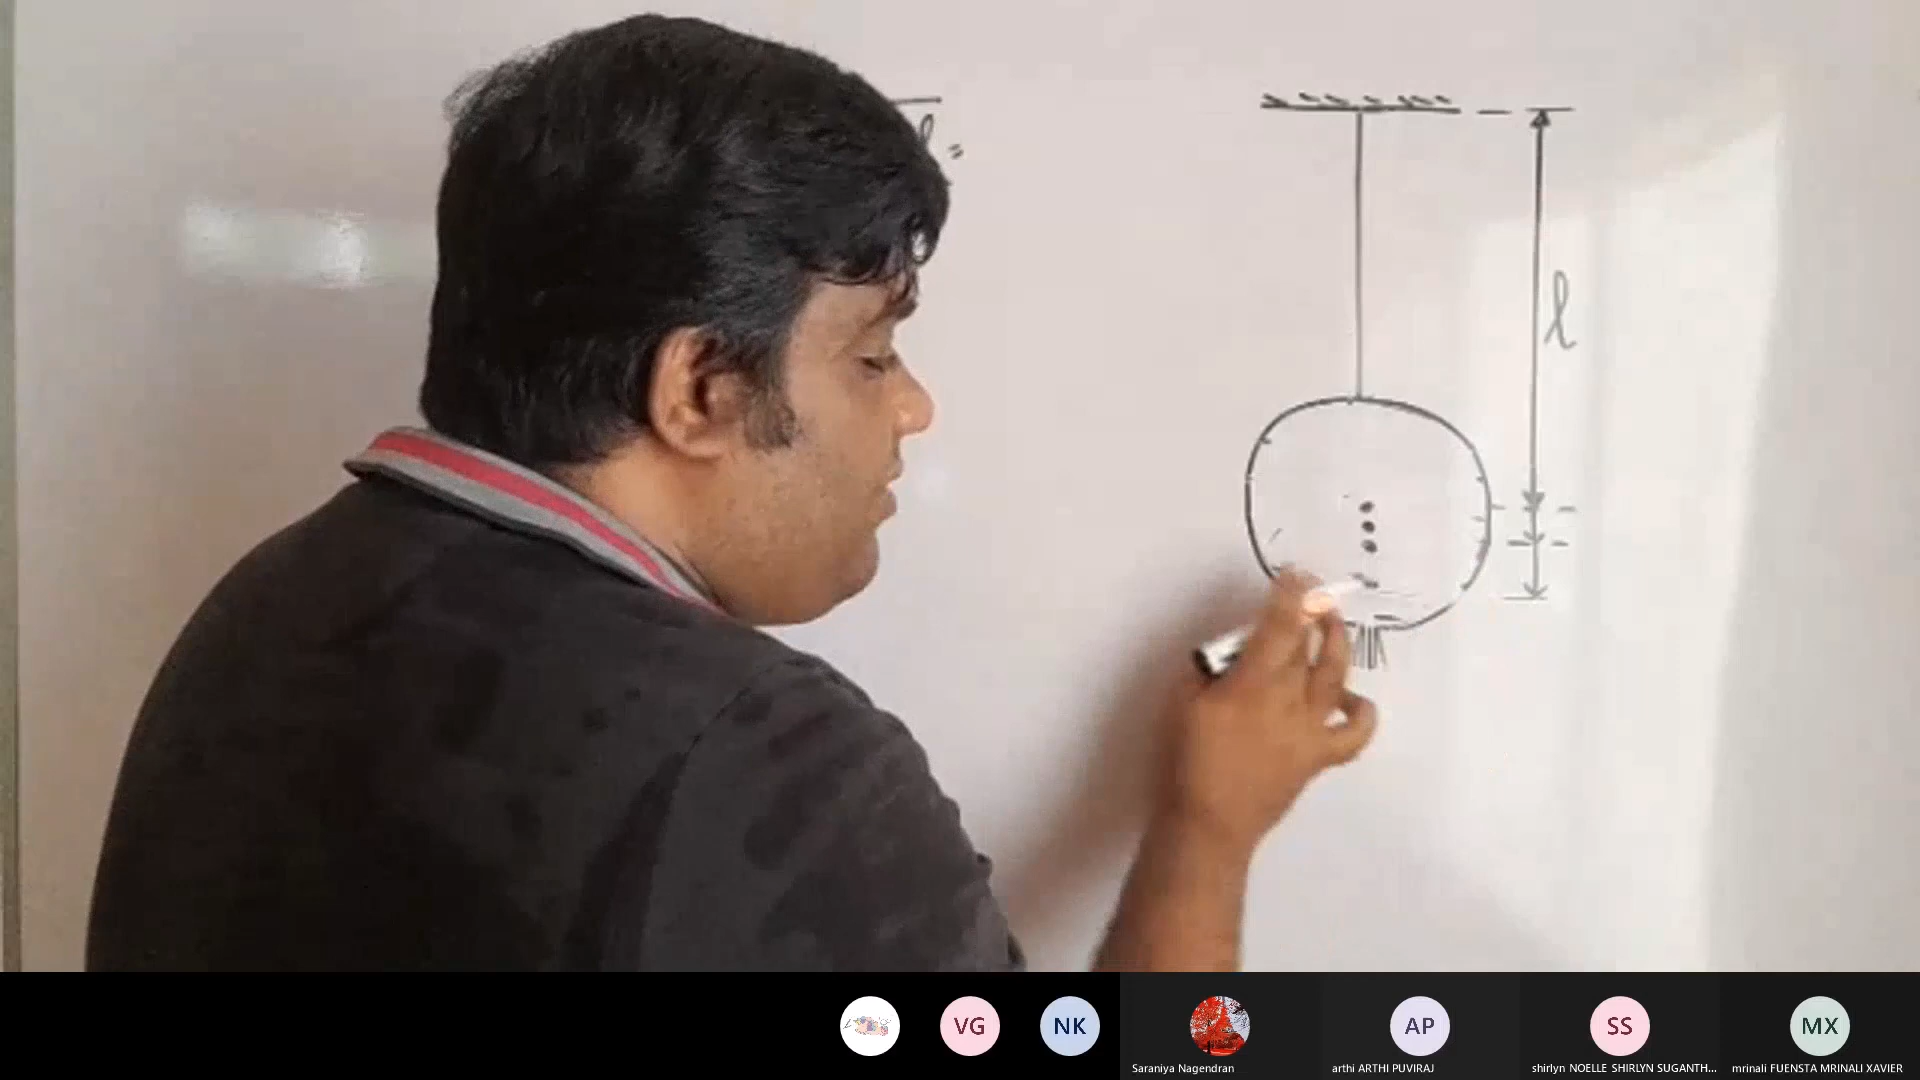 l =
l
VG
NK
AP
SS
MX
Saraniya Nagendran
arthi ARTHI PUVIRAJ
shirlyn NOELLE SHIRLYN SUGANTH...
mrinali FUENSTA MRINALI XAVIER